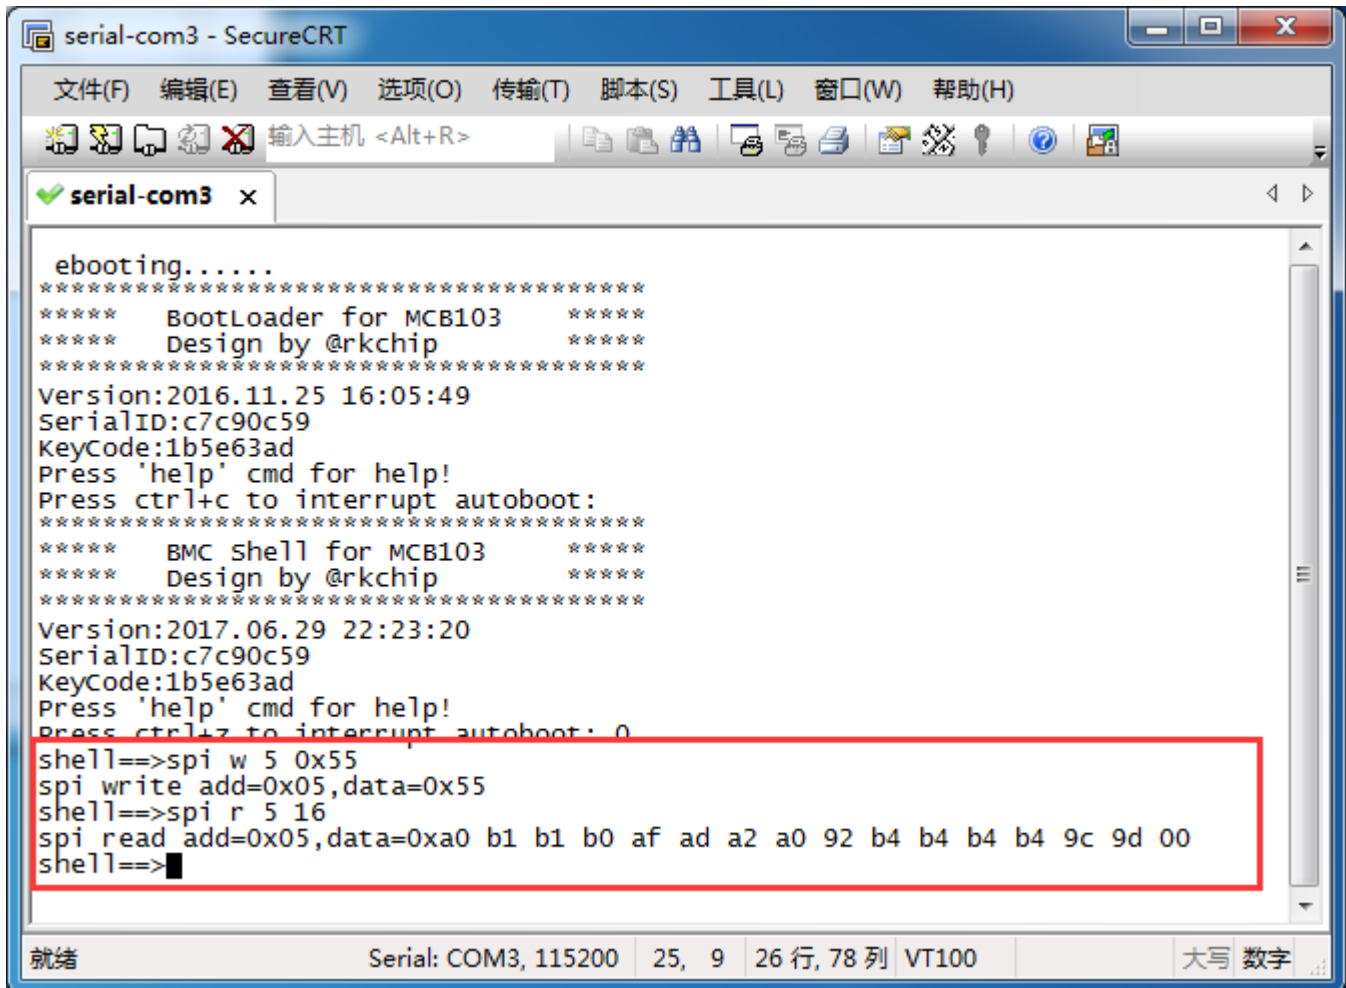 serial-com3 - SecureCRT
文件(F) 编辑(E) 查看(V) 选项(O) 传输(T) 脚本(S) 工具(L) 窗口(W) 帮助(H)
输入主机 <Alt+R>
serial-com3 x
ebooting......
**************************************
***** BootLoader for MCB103 *****
***** Design by @rkchip *****
**************************************
Version:2016.11.25 16:05:49
SerialID:c7c90c59
KeyCode:1b5e63ad
Press 'help' cmd for help!
Press ctrl+c to interrupt autoboot:
**************************************
***** BMC Shell for MCB103 *****
***** Design by @rkchip *****
**************************************
Version:2017.06.29 22:23:20
SerialID:c7c90c59
KeyCode:1b5e63ad
Press 'help' cmd for help!
Press ctrl+z to interrupt autoboot: 0
shell==>spi w 5 0x55
spi write add=0x05,data=0x55
shell==>spi r 5 16
spi read add=0x05,data=0xa0 b1 b1 b0 af ad a2 a0 92 b4 b4 b4 b4 9c 9d 00
shell==>
就绪 Serial: COM3, 115200 25, 9 26 行, 78 列 VT100 大写 数字